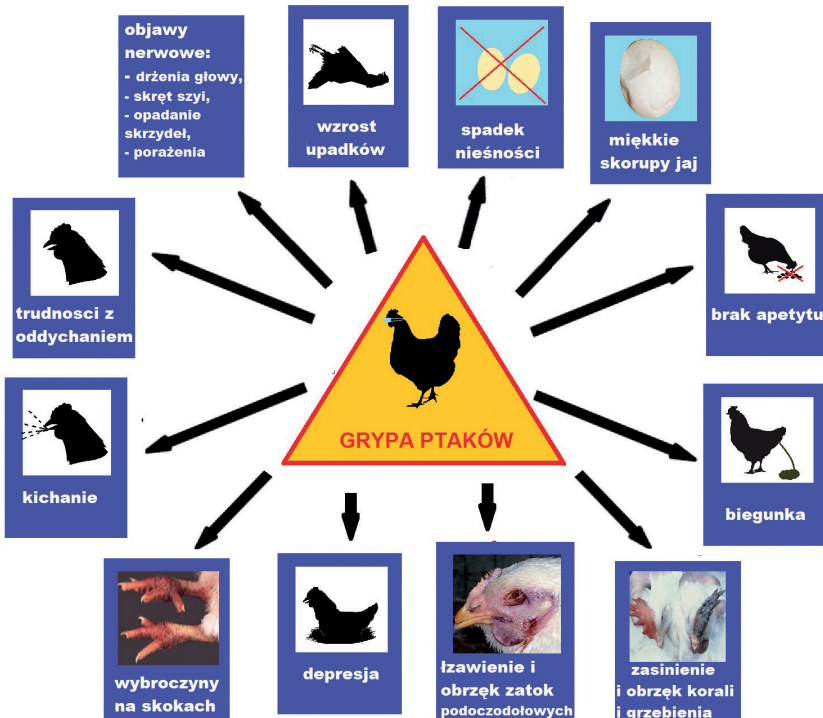 objawy
nerwowe:
- drżenia głowy,
- skręt szyi,
- opadanie
skrzydeł,
- porażenia
wzrost
upadków
spadek
nieśności
miękkie
skorupy jaj
trudnosci z
oddychaniem
brak apetytu
GRYPA PTAKÓW
kichanie
biegunka
wybroczyny
na skokach
depresja
łzawienie i
obrzęk zatok
podoczodołowych
zasinienie
i obrzęk korali
i grzebienia